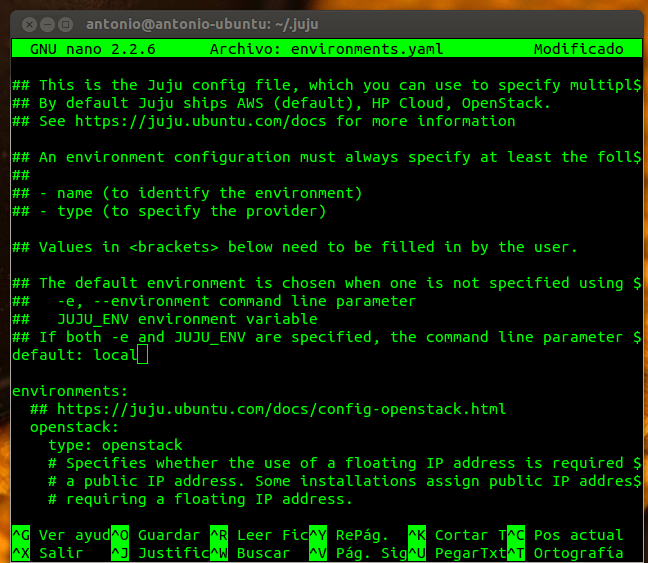 antonio@antonio-ubuntu: ~/.juju
GNU nano 2.2.6 Archivo: environments.yaml Modificado
## This is the Juju config file, which you can use to specify multipl$
## By default Juju ships AWS (default), HP Cloud, OpenStack.
## See https://juju.ubuntu.com/docs for more information
## An environment configuration must always specify at least the foll$
##
## - name (to identify the environment)
## - type (to specify the provider)
## Values in <brackets> below need to be filled in by the user.
## The default environment is chosen when one is not specified using $
##   -e, --environment command line parameter
##   JUJU_ENV environment variable
## If both -e and JUJU_ENV are specified, the command line parameter $
default: local
environments:
  ## https://juju.ubuntu.com/docs/config-openstack.html
  openstack:
    type: openstack
    # Specifies whether the use of a floating IP address is required $
    # a public IP address. Some installations assign public IP addres$
    # requiring a floating IP address.
^G Ver ayud^O Guardar ^R Leer Fic^Y RePág. ^K Cortar T^C Pos actual
^X Salir ^J Justific^W Buscar ^V Pág. Sig^U PegarTxt^T Ortografía